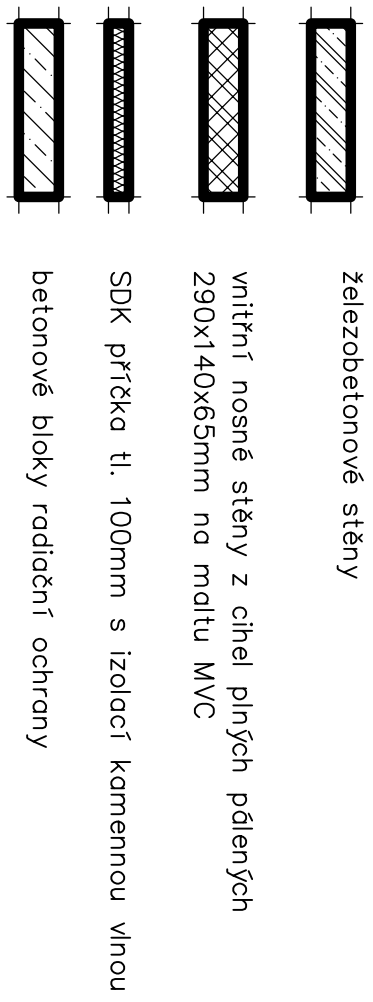 železobetonové stěny
vnitřní nosné stěny z cihel plných pálených
290x140x65mm na maltu MVC
SDK příčka tl. 100mm s izolací kamennou vlnou
betonové bloky radiační ochrany